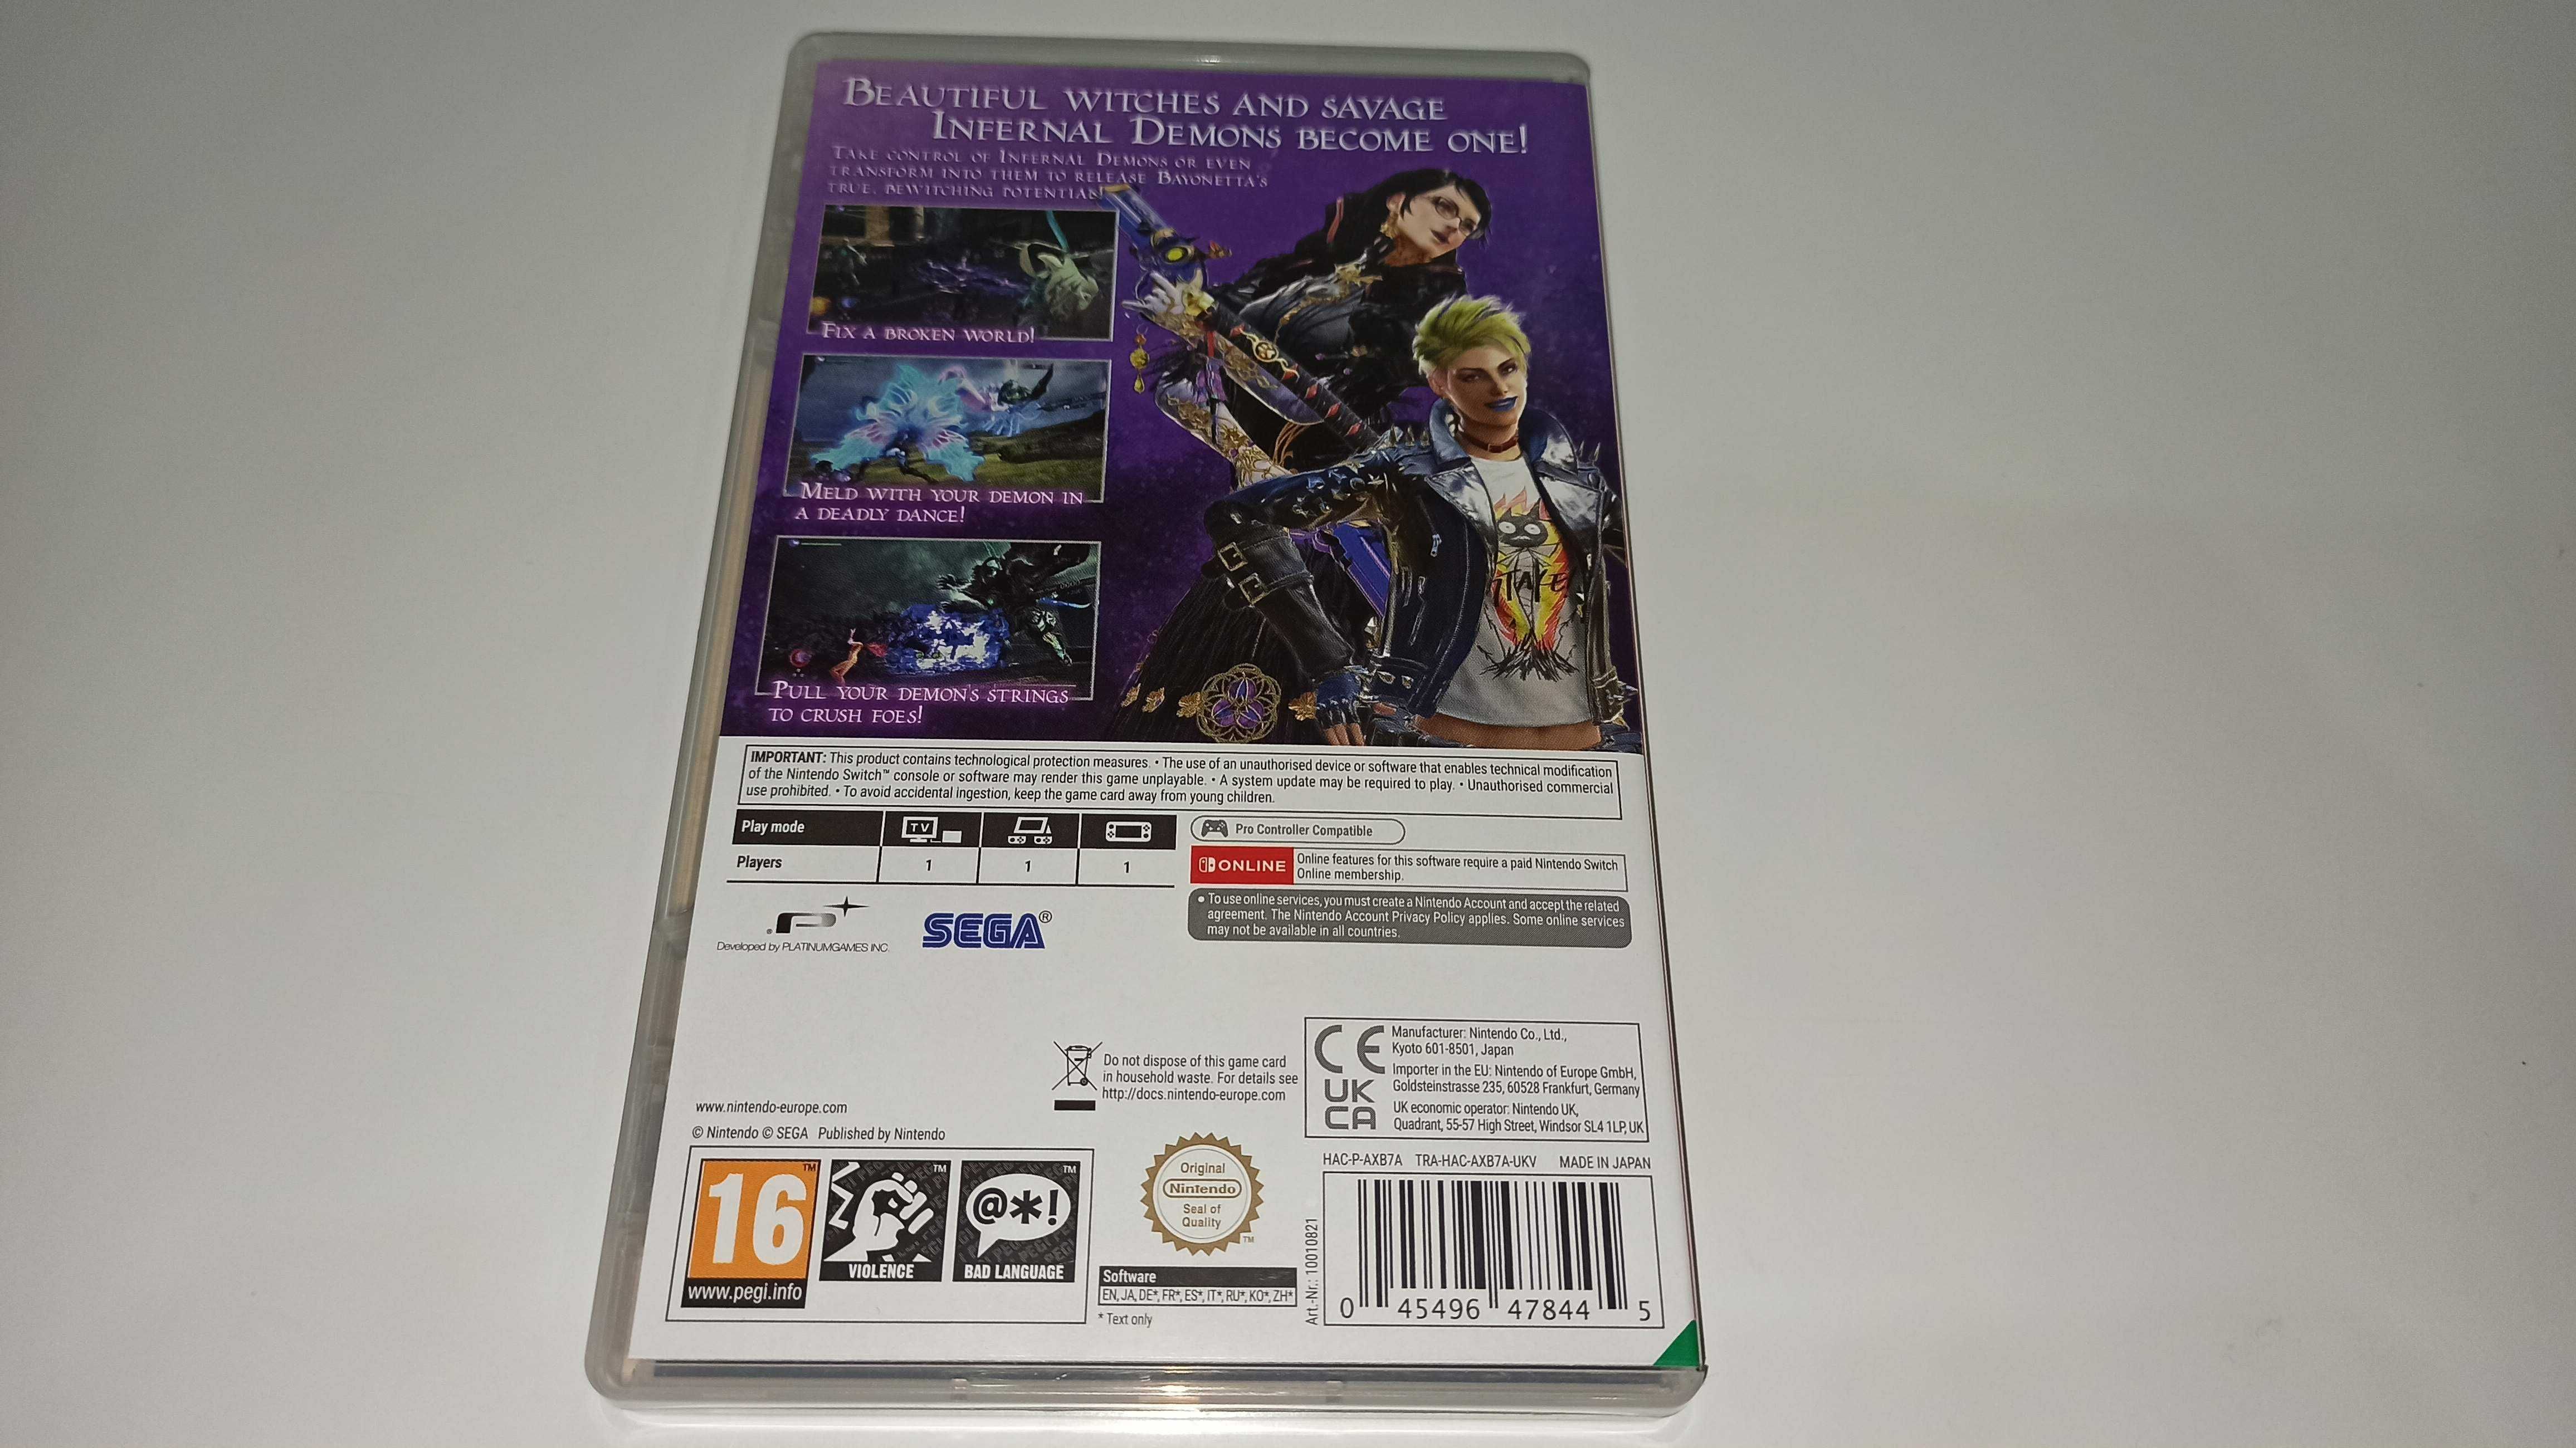 BEAUTIFUL WITCHES AND SAVAGE
INFERNAL DEMONS BECOME ONE!
TAKE CONTROL OF INFERNAL DEMONS OR EVEN
TRANSFORM INTO THEM TO RELEASE BAYONETTA'S
TRUE, BEWITCHING POTENTIAL
FIX A BROKEN WORLD!
MELD WITH YOUR DEMON IN
A DEADLY DANCE!
PULL YOUR DEMON'S STRINGS
TO CRUSH FOES!
IMPORTANT: This product contains technological protection measures. • The use of an unauthorised device or software that enables technical modification
of the Nintendo Switch™ console or software may render this game unplayable. • A system update may be required to play. • Unauthorised commercial
use prohibited. • To avoid accidental ingestion, keep the game card away from young children.
Play mode
TV
Players 1 1 1
Pro Controller Compatible
ONLINE
Online features for this software require a paid Nintendo Switch
Online membership.
• To use online services, you must create a Nintendo Account and accept the related
agreement. The Nintendo Account Privacy Policy applies. Some online services
may not be available in all countries.
Developed by PLATINUMGAMES INC.
SEGA®
Do not dispose of this game card
in household waste. For details see
http://docs.nintendo-europe.com
CE
UK
CA
Manufacturer: Nintendo Co., Ltd.,
Kyoto 601-8501, Japan
Importer in the EU: Nintendo of Europe GmbH,
Goldsteinstrasse 235, 60528 Frankfurt, Germany
UK economic operator: Nintendo UK,
Quadrant, 55-57 High Street, Windsor SL4 1LP, UK
www.nintendo-europe.com
© Nintendo © SEGA Published by Nintendo
16™
www.pegi.info
VIOLENCE
™
@*!
BAD LANGUAGE
™
Original
Nintendo
Seal of
Quality
™
Software
EN, JA, DE*, FR*, ES*, IT*, RU*, KO*, ZH*
* Text only
HAC-P-AXB7A TRA-HAC-AXB7A-UKV MADE IN JAPAN
Art.-Nr.: 10010821
0 45496 47844 5